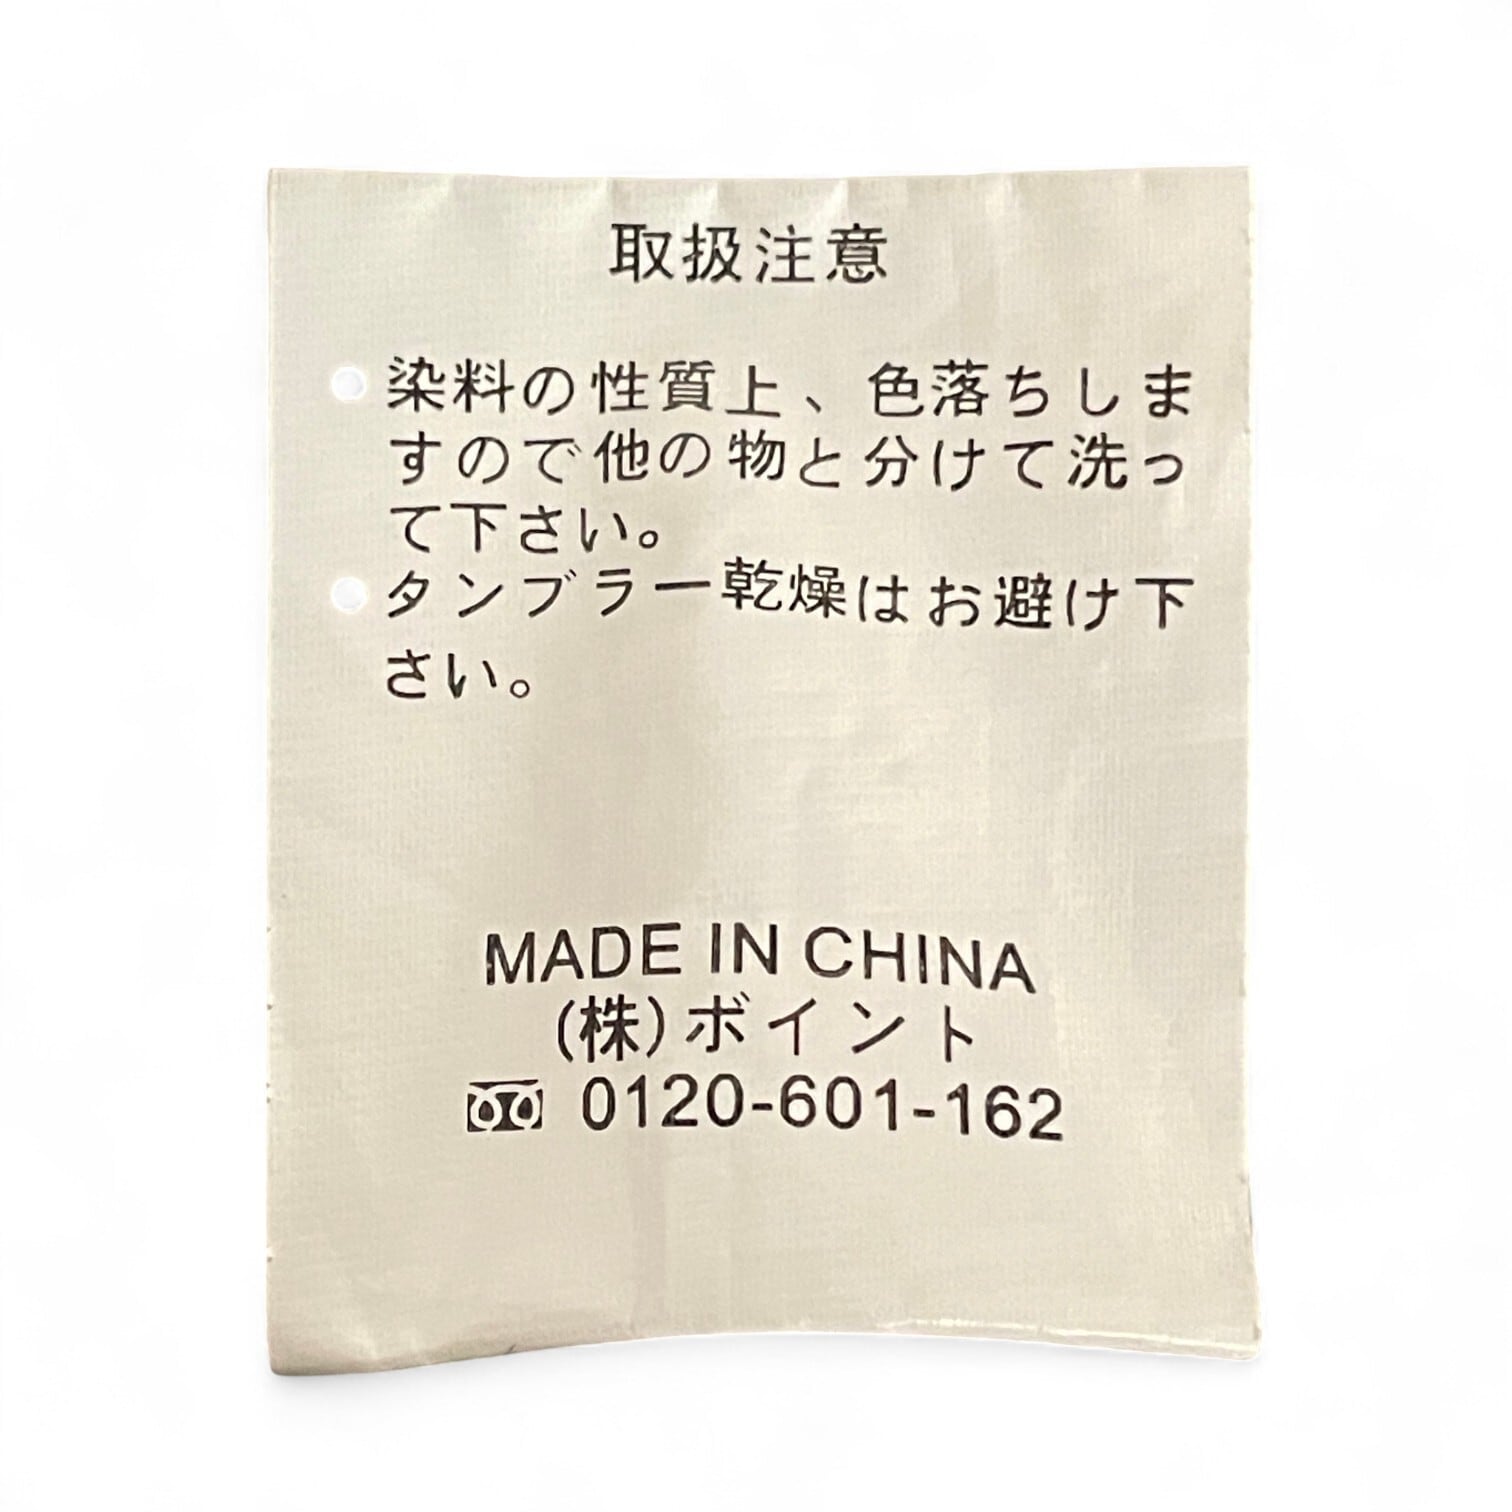 取扱注意
染料の性質上、色落ちしま
すので他の物と分けて洗っ
て下さい。
タンブラー乾燥はお避け下
さい。
MADE IN CHINA
(株)ポイント
0120-601-162